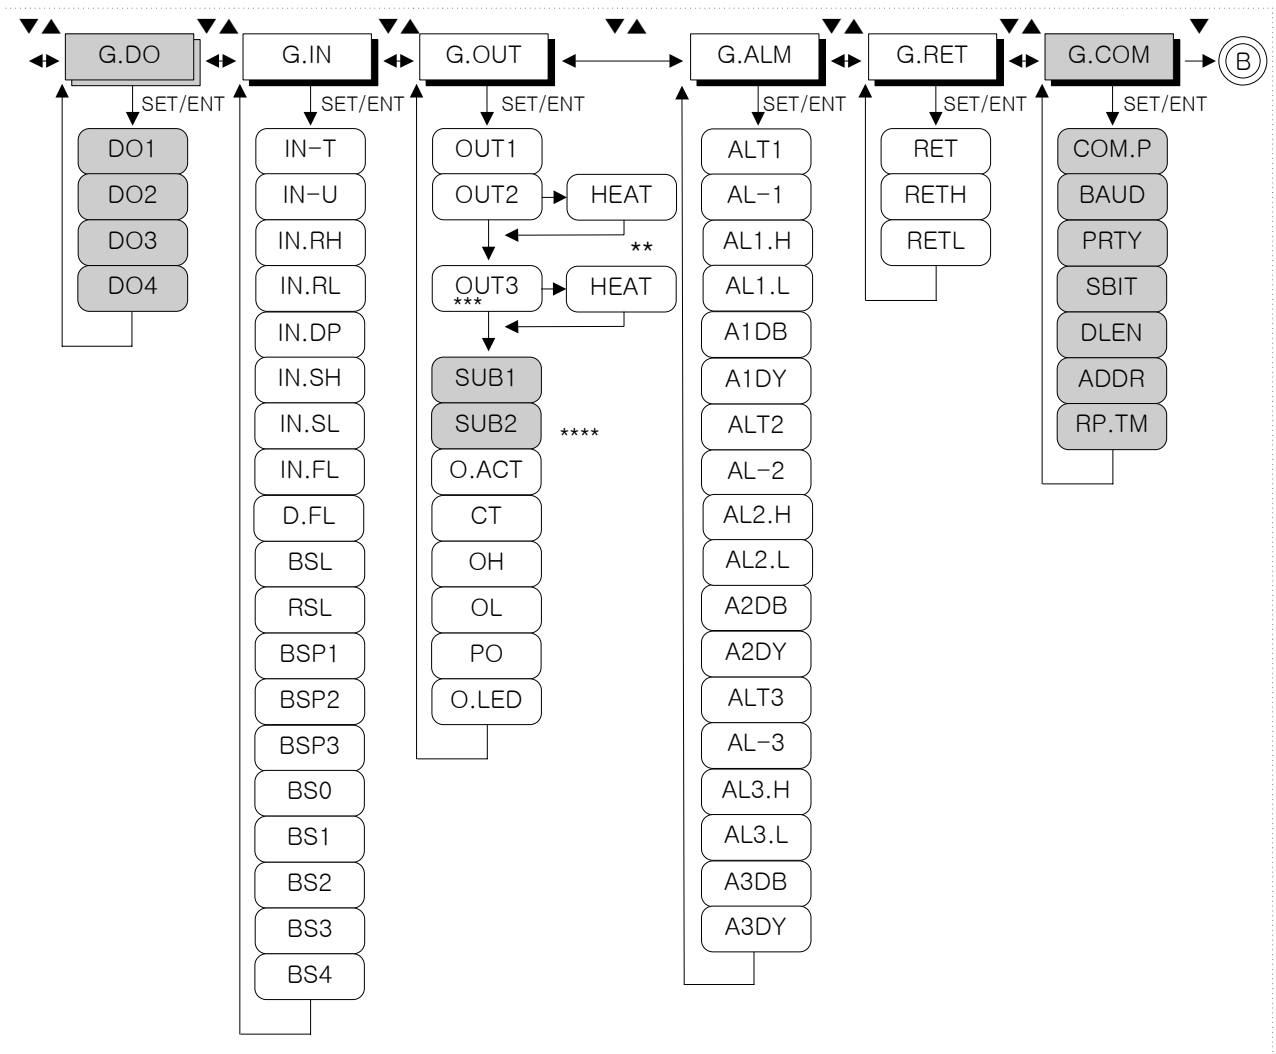 ▼▲ ▼▲ ▼▲ ▼▲ ▼▲ ▼▲ ▼
G.DO
SET/ENT
DO1
DO2
DO3
DO4
G.IN
SET/ENT
IN-T
IN-U
IN.RH
IN.RL
IN.DP
IN.SH
IN.SL
IN.FL
D.FL
BSL
RSL
BSP1
BSP2
BSP3
BS0
BS1
BS2
BS3
BS4
G.OUT
SET/ENT
OUT1
OUT2
HEAT
**
OUT3
***
HEAT
SUB1
SUB2
****
O.ACT
CT
OH
OL
PO
O.LED
G.ALM
SET/ENT
ALT1
AL-1
AL1.H
AL1.L
A1DB
A1DY
ALT2
AL-2
AL2.H
AL2.L
A2DB
A2DY
ALT3
AL-3
AL3.H
AL3.L
A3DB
A3DY
G.RET
SET/ENT
RET
RETH
RETL
G.COM
SET/ENT
COM.P
BAUD
PRTY
SBIT
DLEN
ADDR
RP.TM
B